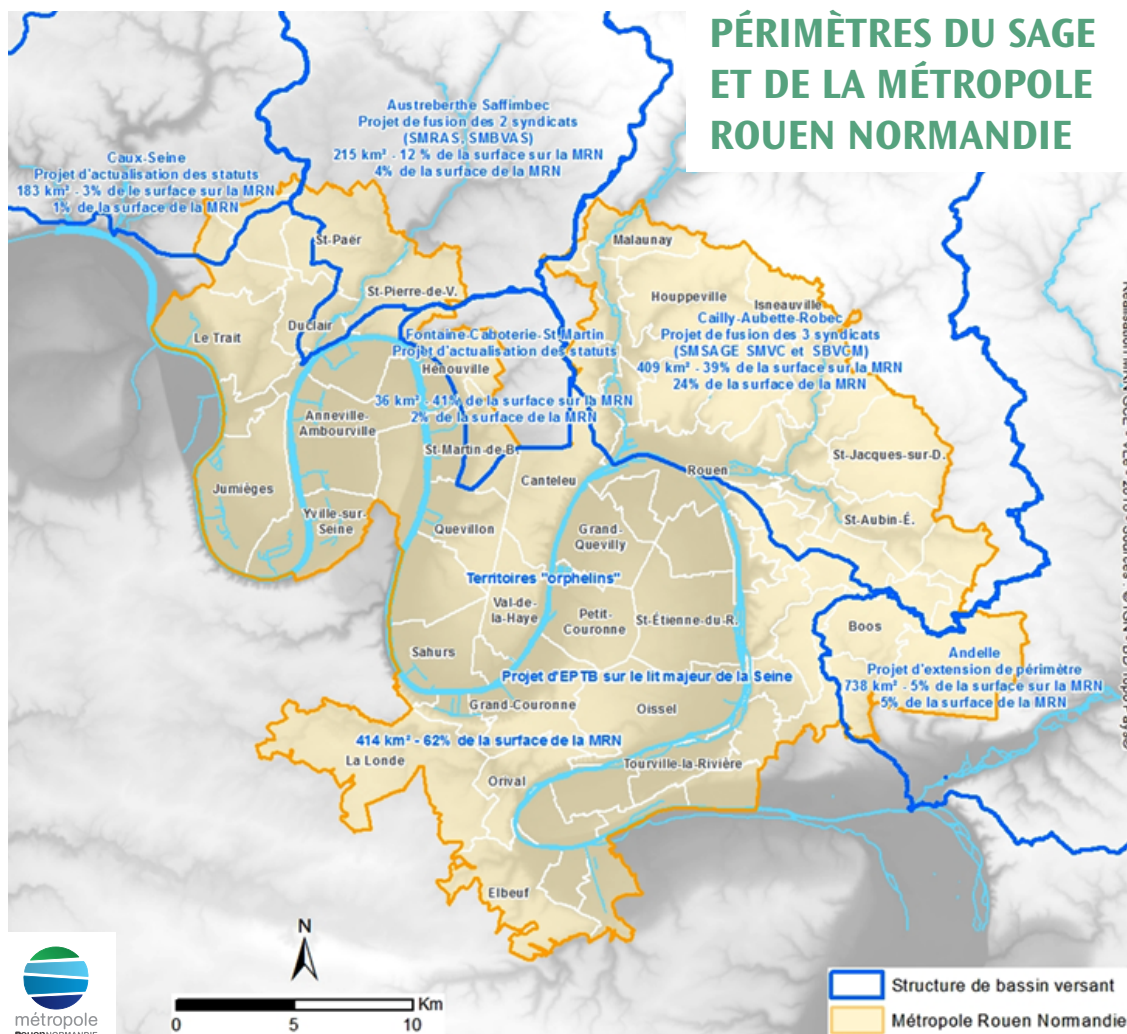 PÉRIMÈTRES DU SAGE
ET DE LA MÉTROPOLE
ROUEN NORMANDIE
Austreberthe Saffimbec
Projet de fusion des 2 syndicats
(SMRAS, SMBVAS)
215 km² - 12 % de la surface sur la MRN
4% de la surface de la MRN
Caux-Seine
Projet d'actualisation des statuts
183 km² - 3% de le surface sur la MRN
1% de la surface de la MRN
St-Paër
Malaunay
St-Pierre-de-V.
Houppeville
Isneauville
Le Trait
Duclair
Cailly-Aubette-Robec
Projet de fusion des 3 syndicats
(SMSAGE SMVC et SBVCM)
409 km² - 39% de la surface sur la MRN
24% de la surface de la MRN
Fontaine-Caboterie-St Martin
Projet d'actualisation des statuts
Hénouville
36 km² - 41% de la surface sur la MRN
2% de la surface de la MRN
Anneville-
Ambourville
St-Martin-de-B.
Canteleu
Rouen
St-Jacques-sur-D.
Jumièges
Yville-sur-
Seine
Quevillon
Grand-
Quevilly
St-Aubin-É.
Territoires "orphelins"
Val-de-
la-Haye
Petit-
Couronne
St-Étienne-du-R.
Boos
Sahurs
Andelle
Projet d'extension de périmètre
738 km² - 5% de la surface sur la MRN
5% de la surface de la MRN
Projet d'EPTB sur le lit majeur de la Seine
Grand-Couronne
Oissel
414 km² - 62% de la surface de la MRN
La Londe
Tourville-la-Rivière
Orival
Elbeuf
N
Km
0 5 10
métropole
ROUENNORMANDIE
Structure de bassin versant
Métropole Rouen Normandie